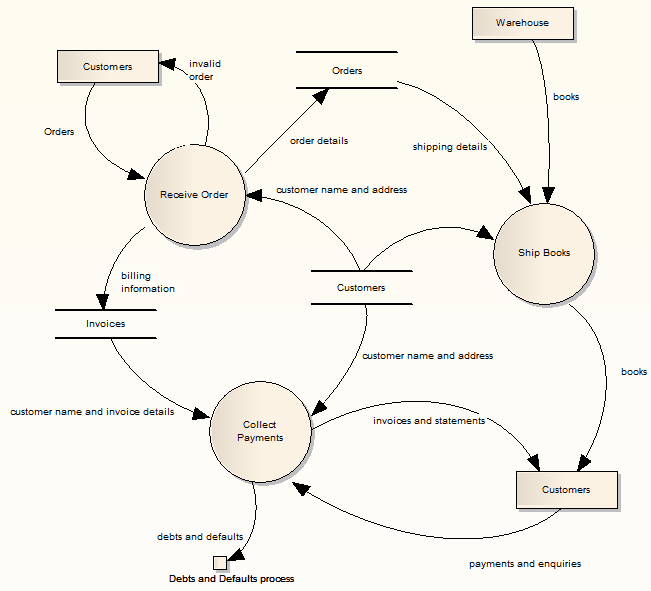 Warehouse
Customers
invalid
order
Orders
books
Orders
order details
shipping details
Receive Order
customer name and address
Ship Books
billing
information
Customers
Invoices
customer name and address
books
customer name and invoice details
Collect
Payments
invoices and statements
Customers
debts and defaults
payments and enquiries
Debts and Defaults process